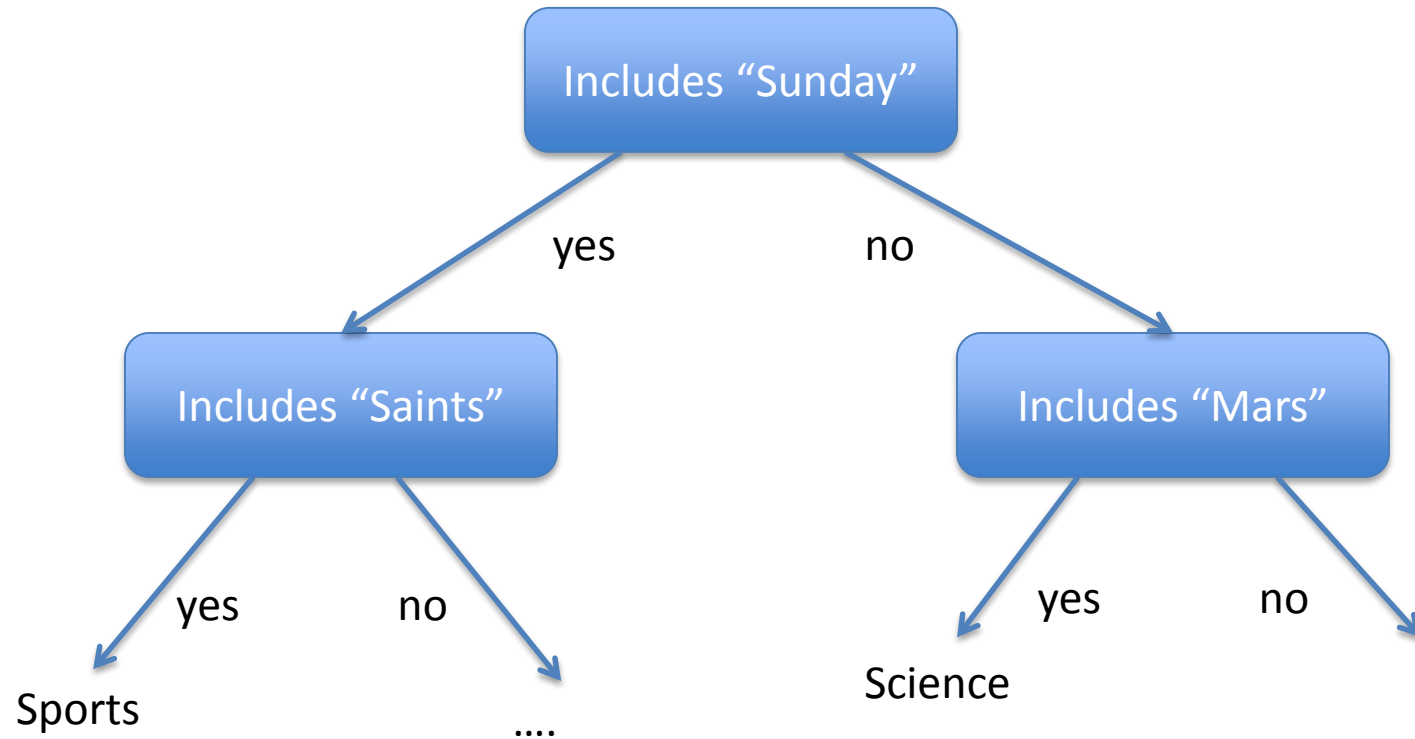 Includes “Sunday”
yes
no
Includes “Saints”
Includes “Mars”
yes
no
yes
no
Sports
....
Science